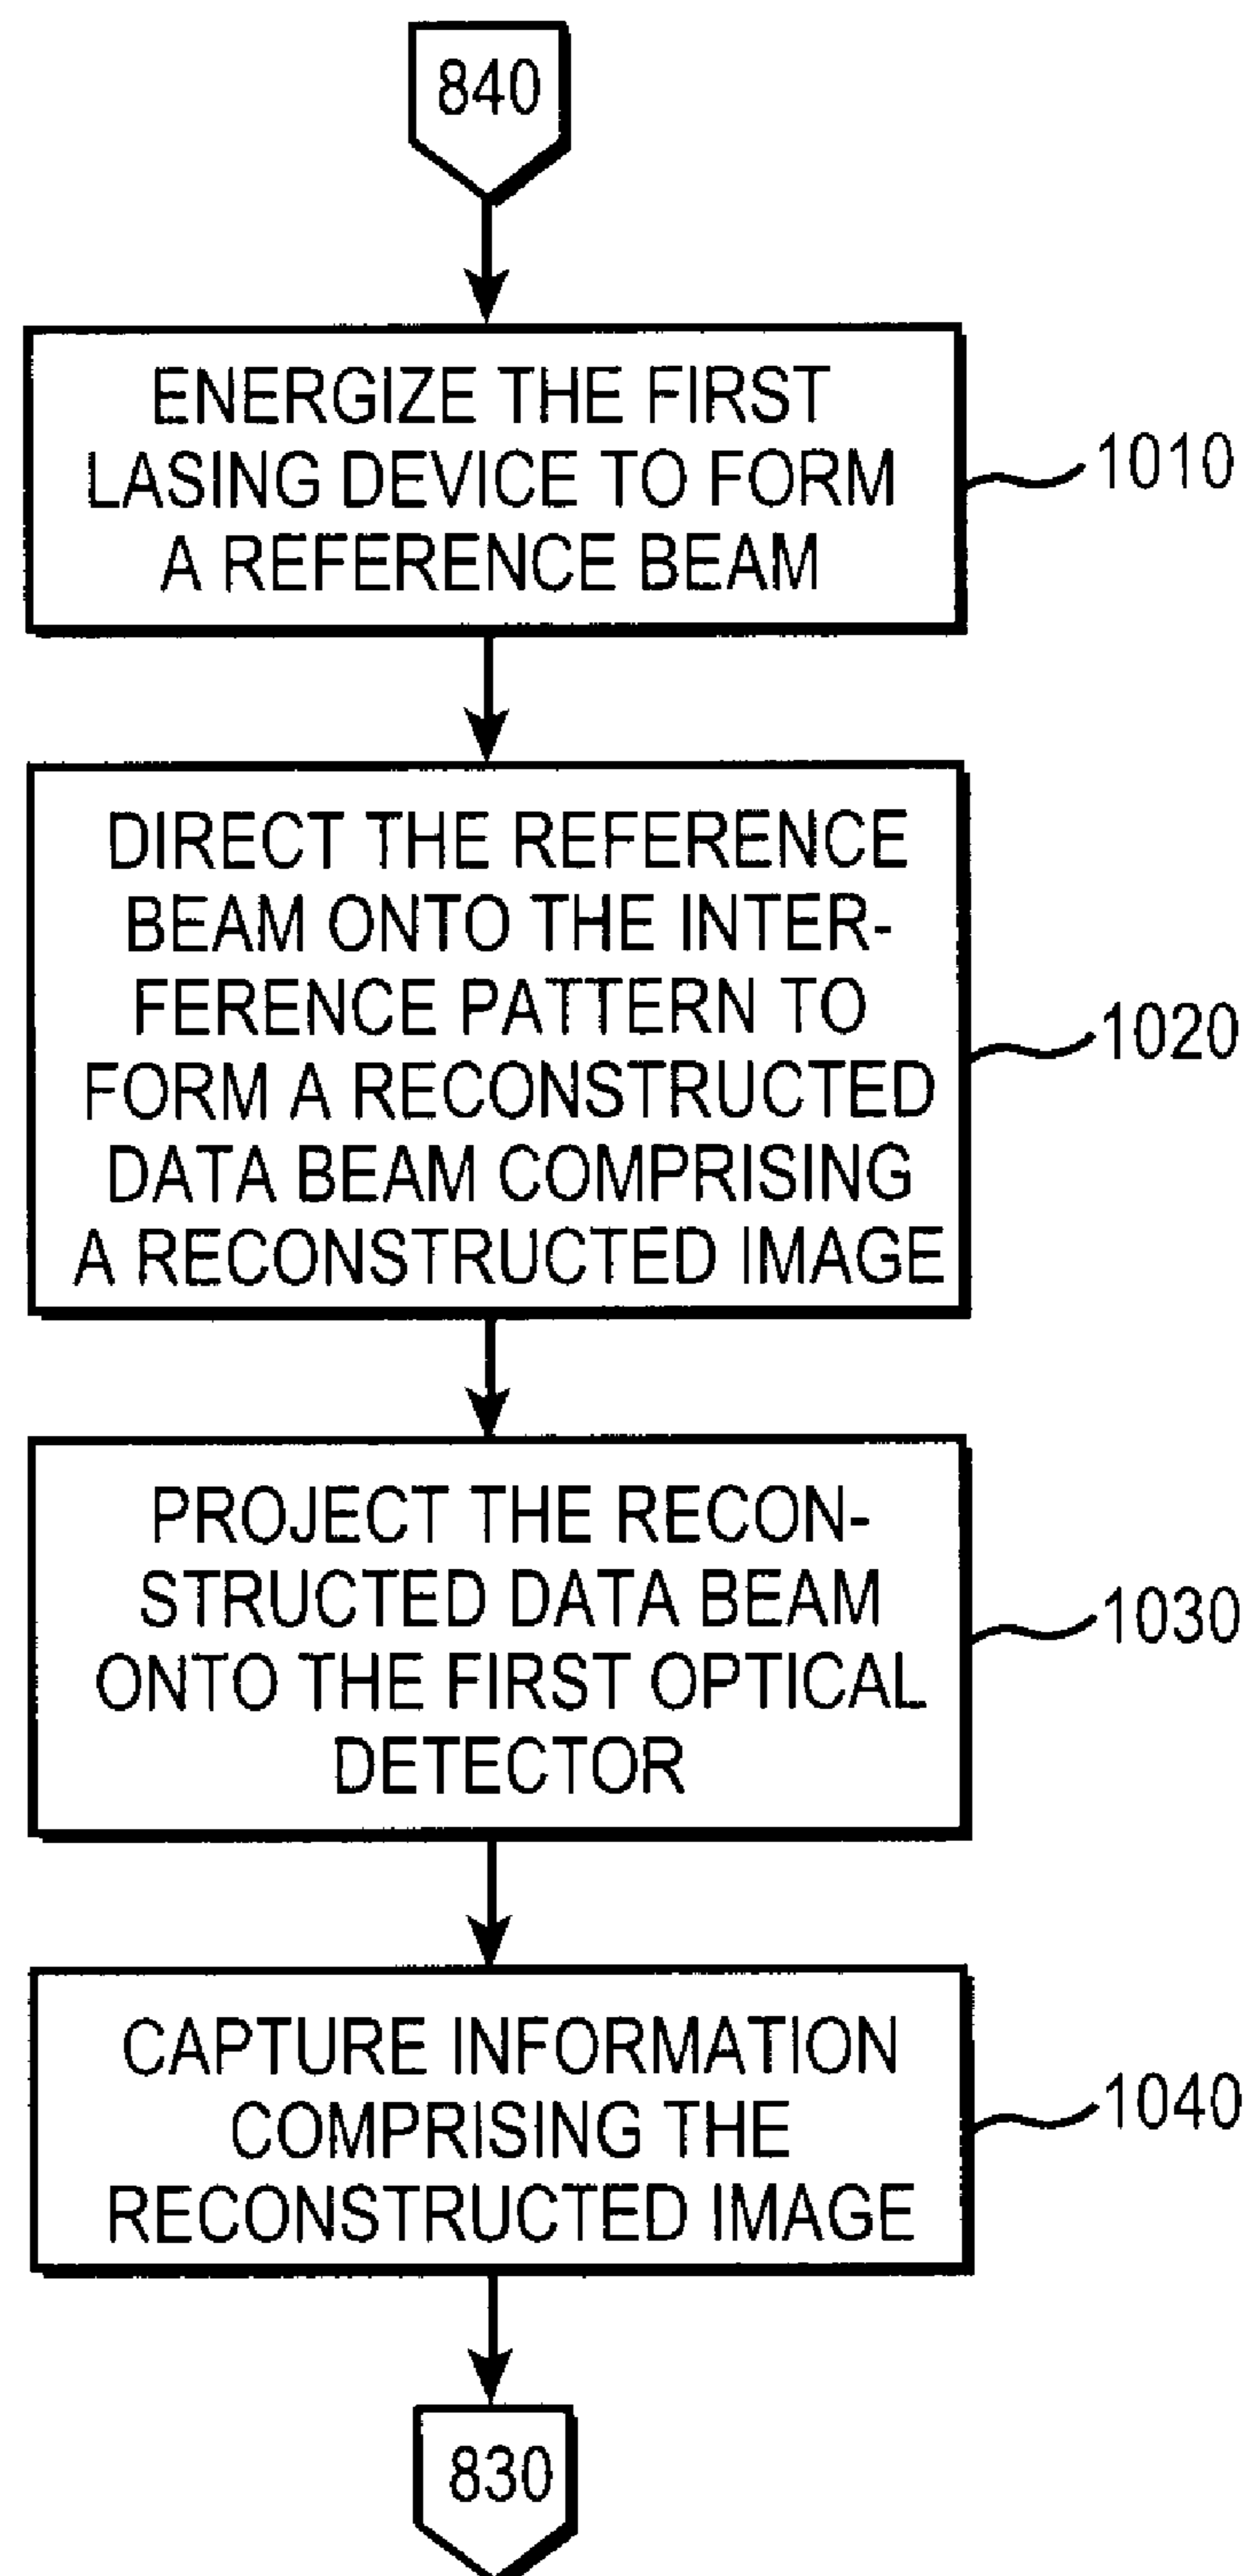 840
ENERGIZE THE FIRST
LASING DEVICE TO FORM
A REFERENCE BEAM
1010
DIRECT THE REFERENCE
BEAM ONTO THE INTER-
FERENCE PATTERN TO
FORM A RECONSTRUCTED
DATA BEAM COMPRISING
A RECONSTRUCTED IMAGE
1020
PROJECT THE RECON-
STRUCTED DATA BEAM
ONTO THE FIRST OPTICAL
DETECTOR
1030
CAPTURE INFORMATION
COMPRISING THE
RECONSTRUCTED IMAGE
1040
830